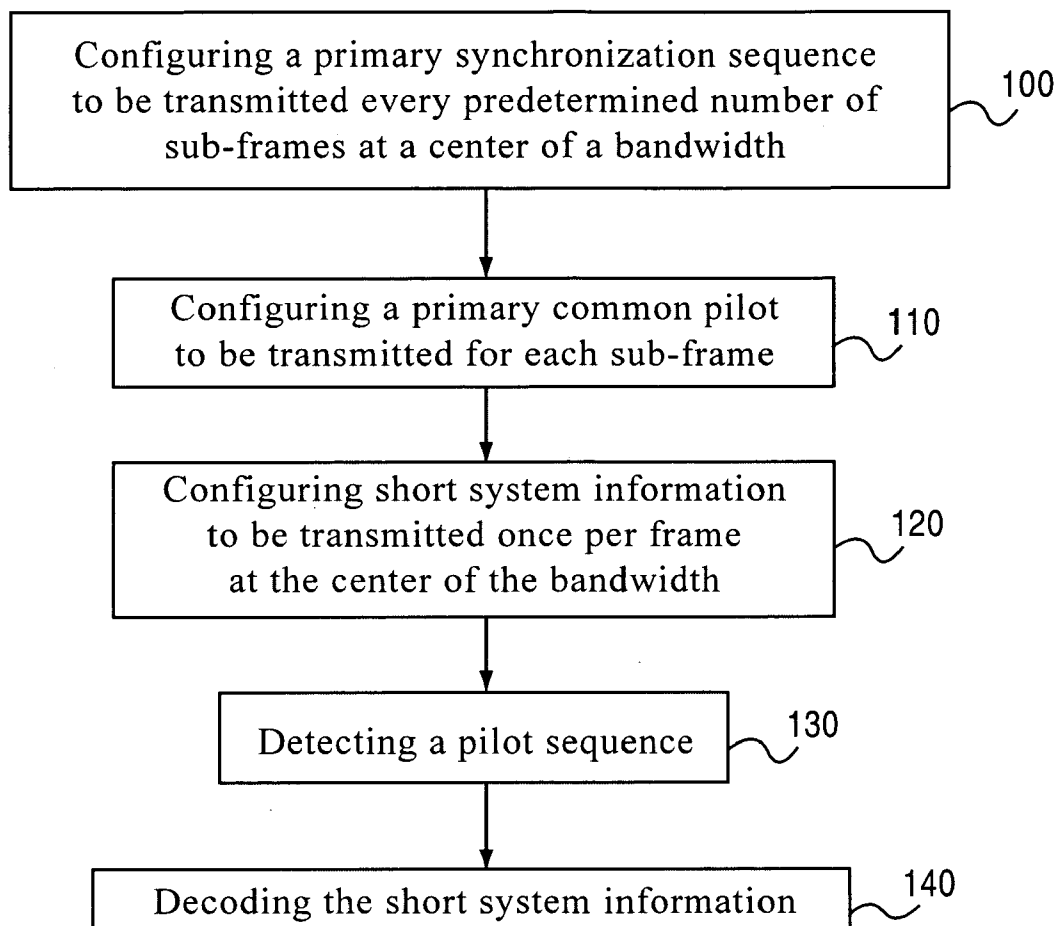 Configuring a primary synchronization sequence
to be transmitted every predetermined number of
sub-frames at a center of a bandwidth
100
Configuring a primary common pilot
to be transmitted for each sub-frame
110
Configuring short system information
to be transmitted once per frame
at the center of the bandwidth
120
Detecting a pilot sequence
130
Decoding the short system information
140